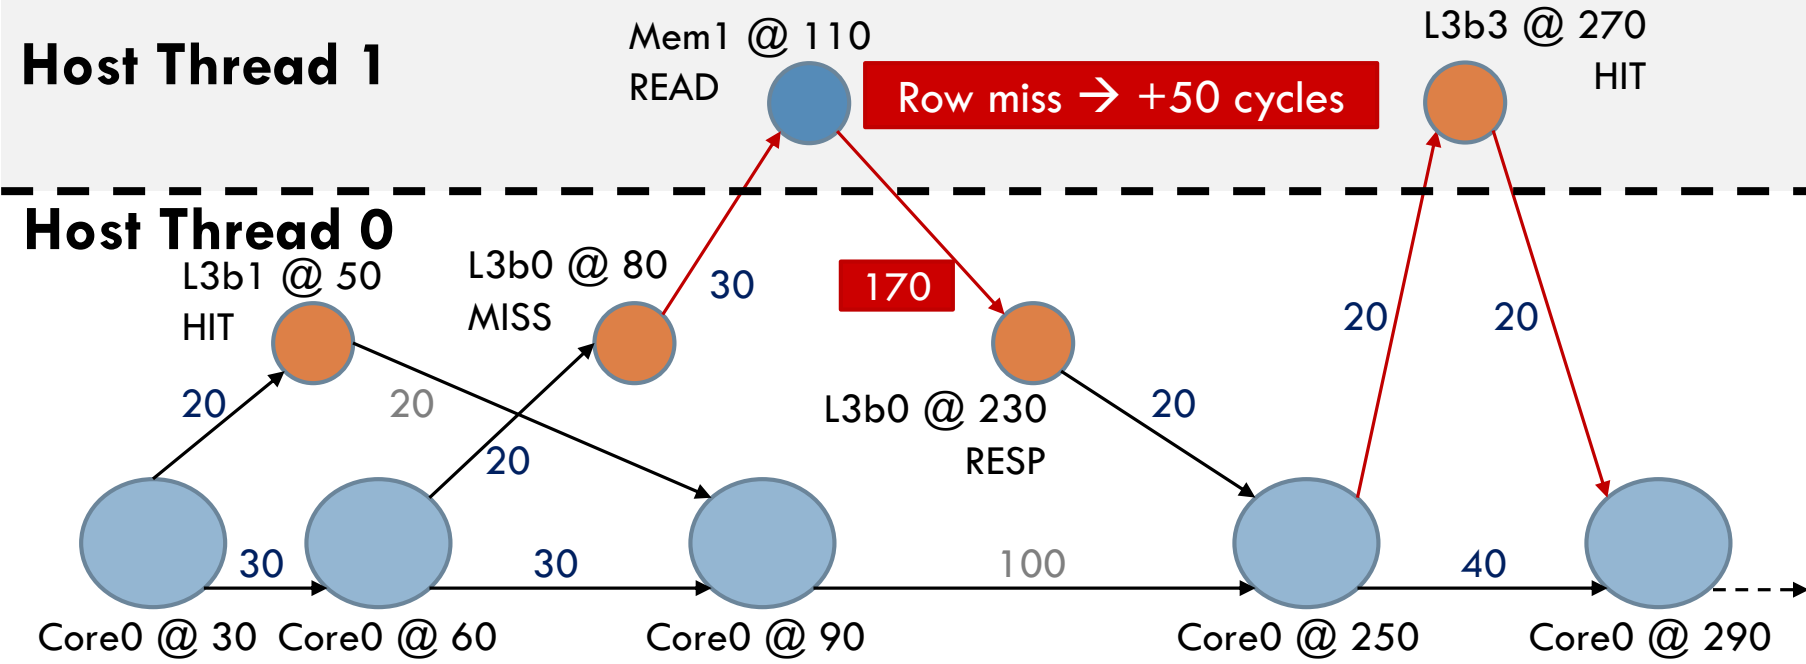 Host Thread 1
Mem1 @ 110
READ
Row miss → +50 cycles
L3b3 @ 270
HIT
Host Thread 0
L3b1 @ 50
HIT
L3b0 @ 80
MISS
30
170
20
20
20
20
20
L3b0 @ 230
RESP
20
30
30
100
40
Core0 @ 30
Core0 @ 60
Core0 @ 90
Core0 @ 250
Core0 @ 290